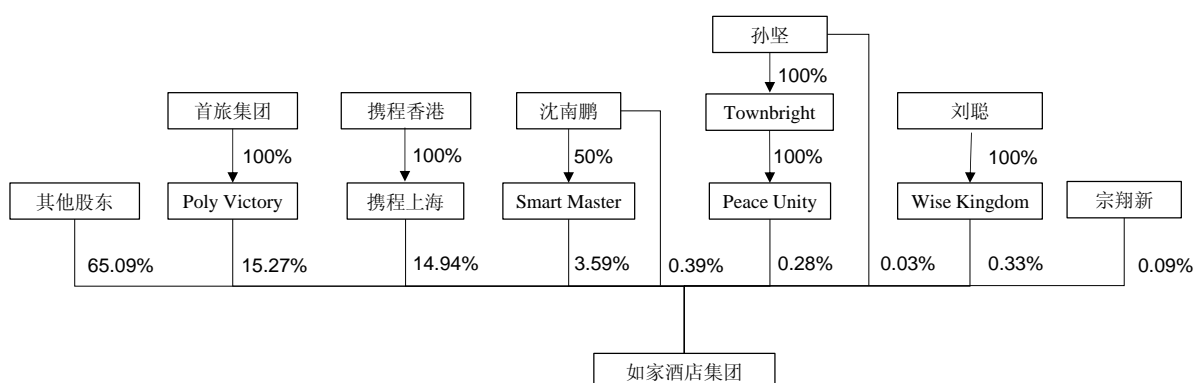 孙坚
100%
首旅集团
携程香港
沈南鹏
Townbright
刘聪
100%
100%
50%
100%
100%
其他股东
Poly Victory
携程上海
Smart Master
Peace Unity
Wise Kingdom
宗翔新
65.09%
15.27%
14.94%
3.59%
0.39%
0.28%
0.03%
0.33%
0.09%
如家酒店集团